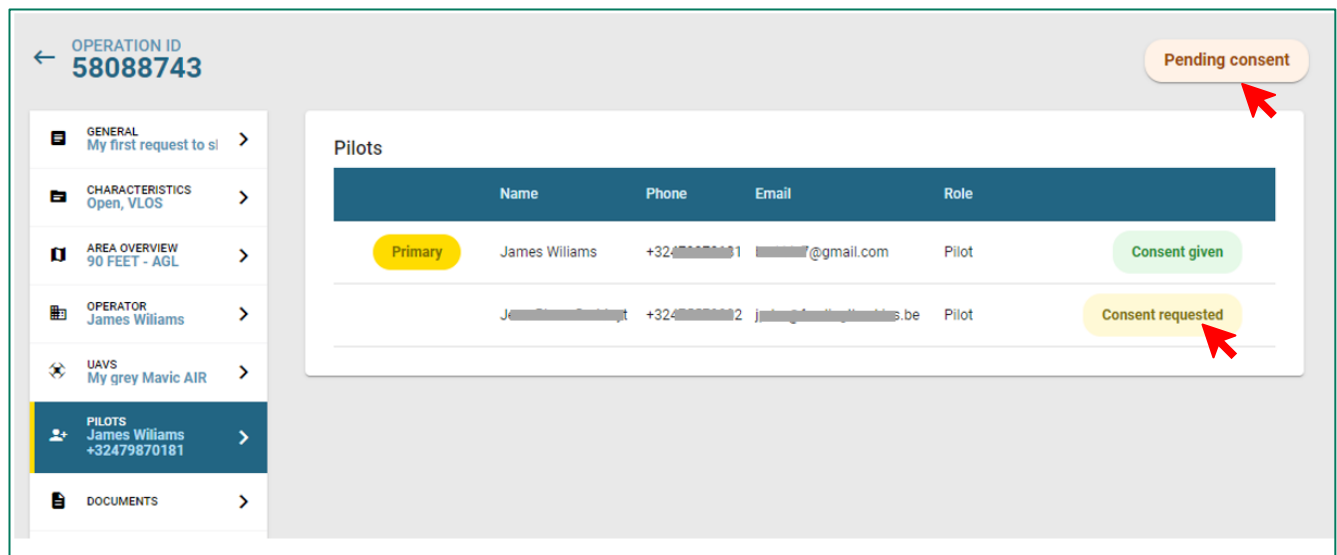 OPERATION ID
58088743
Pending consent
GENERAL
My first request to sl
CHARACTERISTICS
Open, VLOS
AREA OVERVIEW
90 FEET - AGL
OPERATOR
James Wiliams
UAVS
My grey Mavic AIR
PILOTS
James Wiliams
+32479870181
DOCUMENTS
Pilots
Name Phone Email Role
Primary James Wiliams @gmail.com Pilot Consent given
Pilot Consent requested